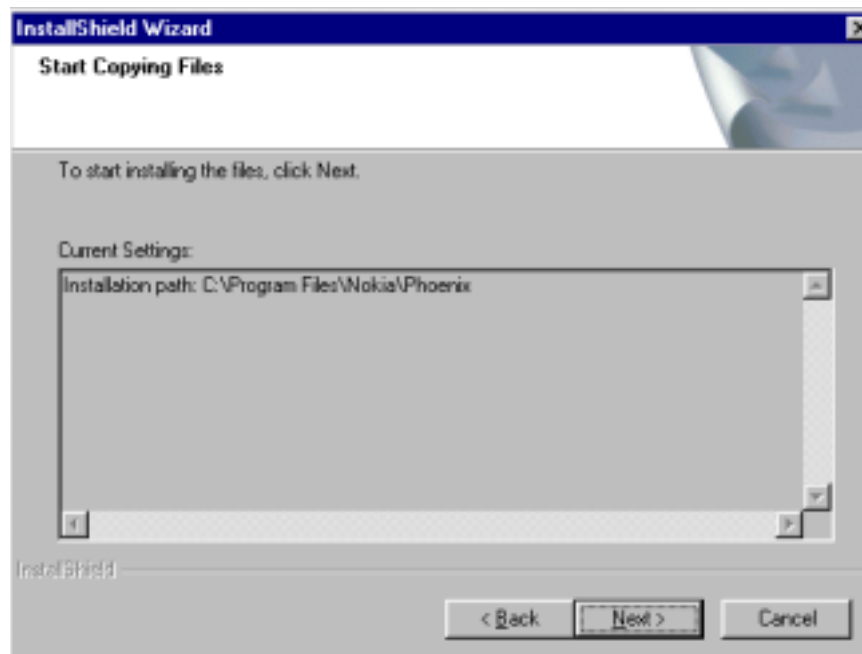 InstallShield Wizard
Start Copying Files
To start installing the files, click Next.
Current Settings:
Installation path: C:\Program Files\Nokia\Phoenix
InstallShield
< Back Next > Cancel